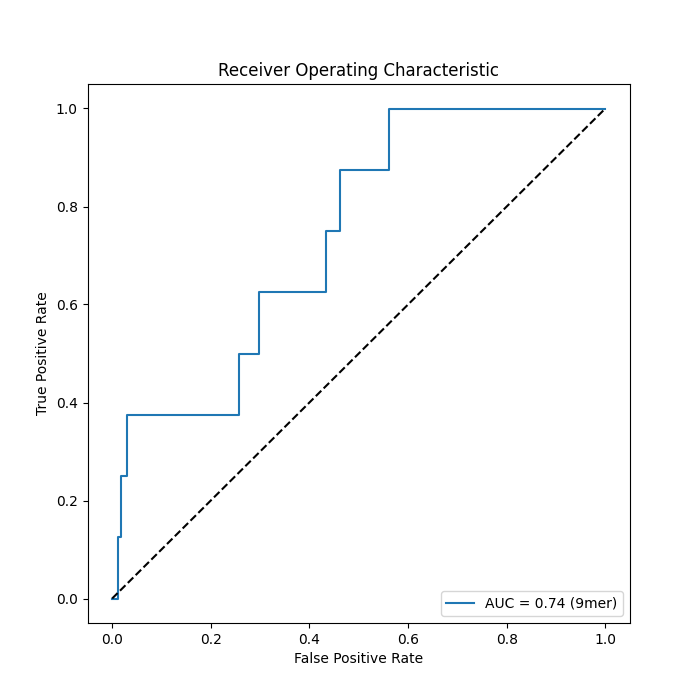 Receiver Operating Characteristic
1.0
0.8
0.6
0.4
0.2
0.0
True Positive Rate
AUC = 0.74 (9mer)
0.0 0.2 0.4 0.6 0.8 1.0
False Positive Rate